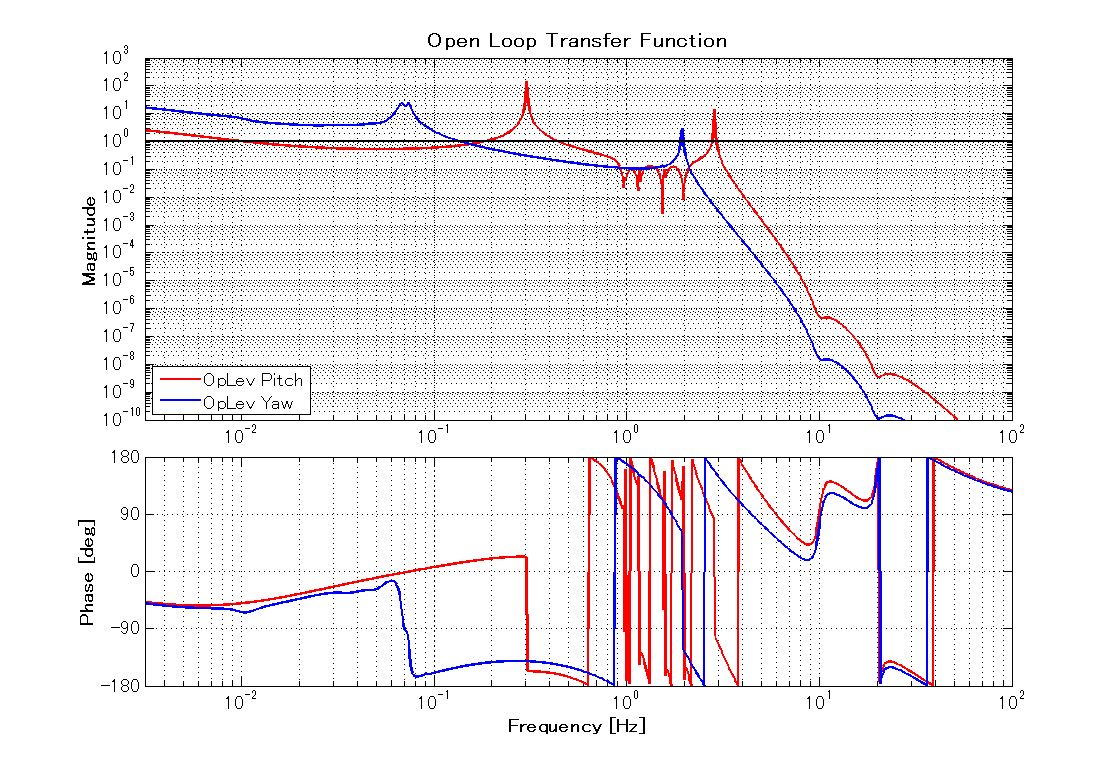 Open Loop Transfer Function
10^3
10^2
10^1
10^0
10^-1
10^-2
10^-3
10^-4
10^-5
10^-6
10^-7
10^-8
10^-9
10^-10
Magnitude
OpLev Pitch
OpLev Yaw
10^-2 10^-1 10^0 10^1 10^2
180
90
0
-90
-180
Phase [deg]
10^-2 10^-1 10^0 10^1 10^2
Frequency [Hz]